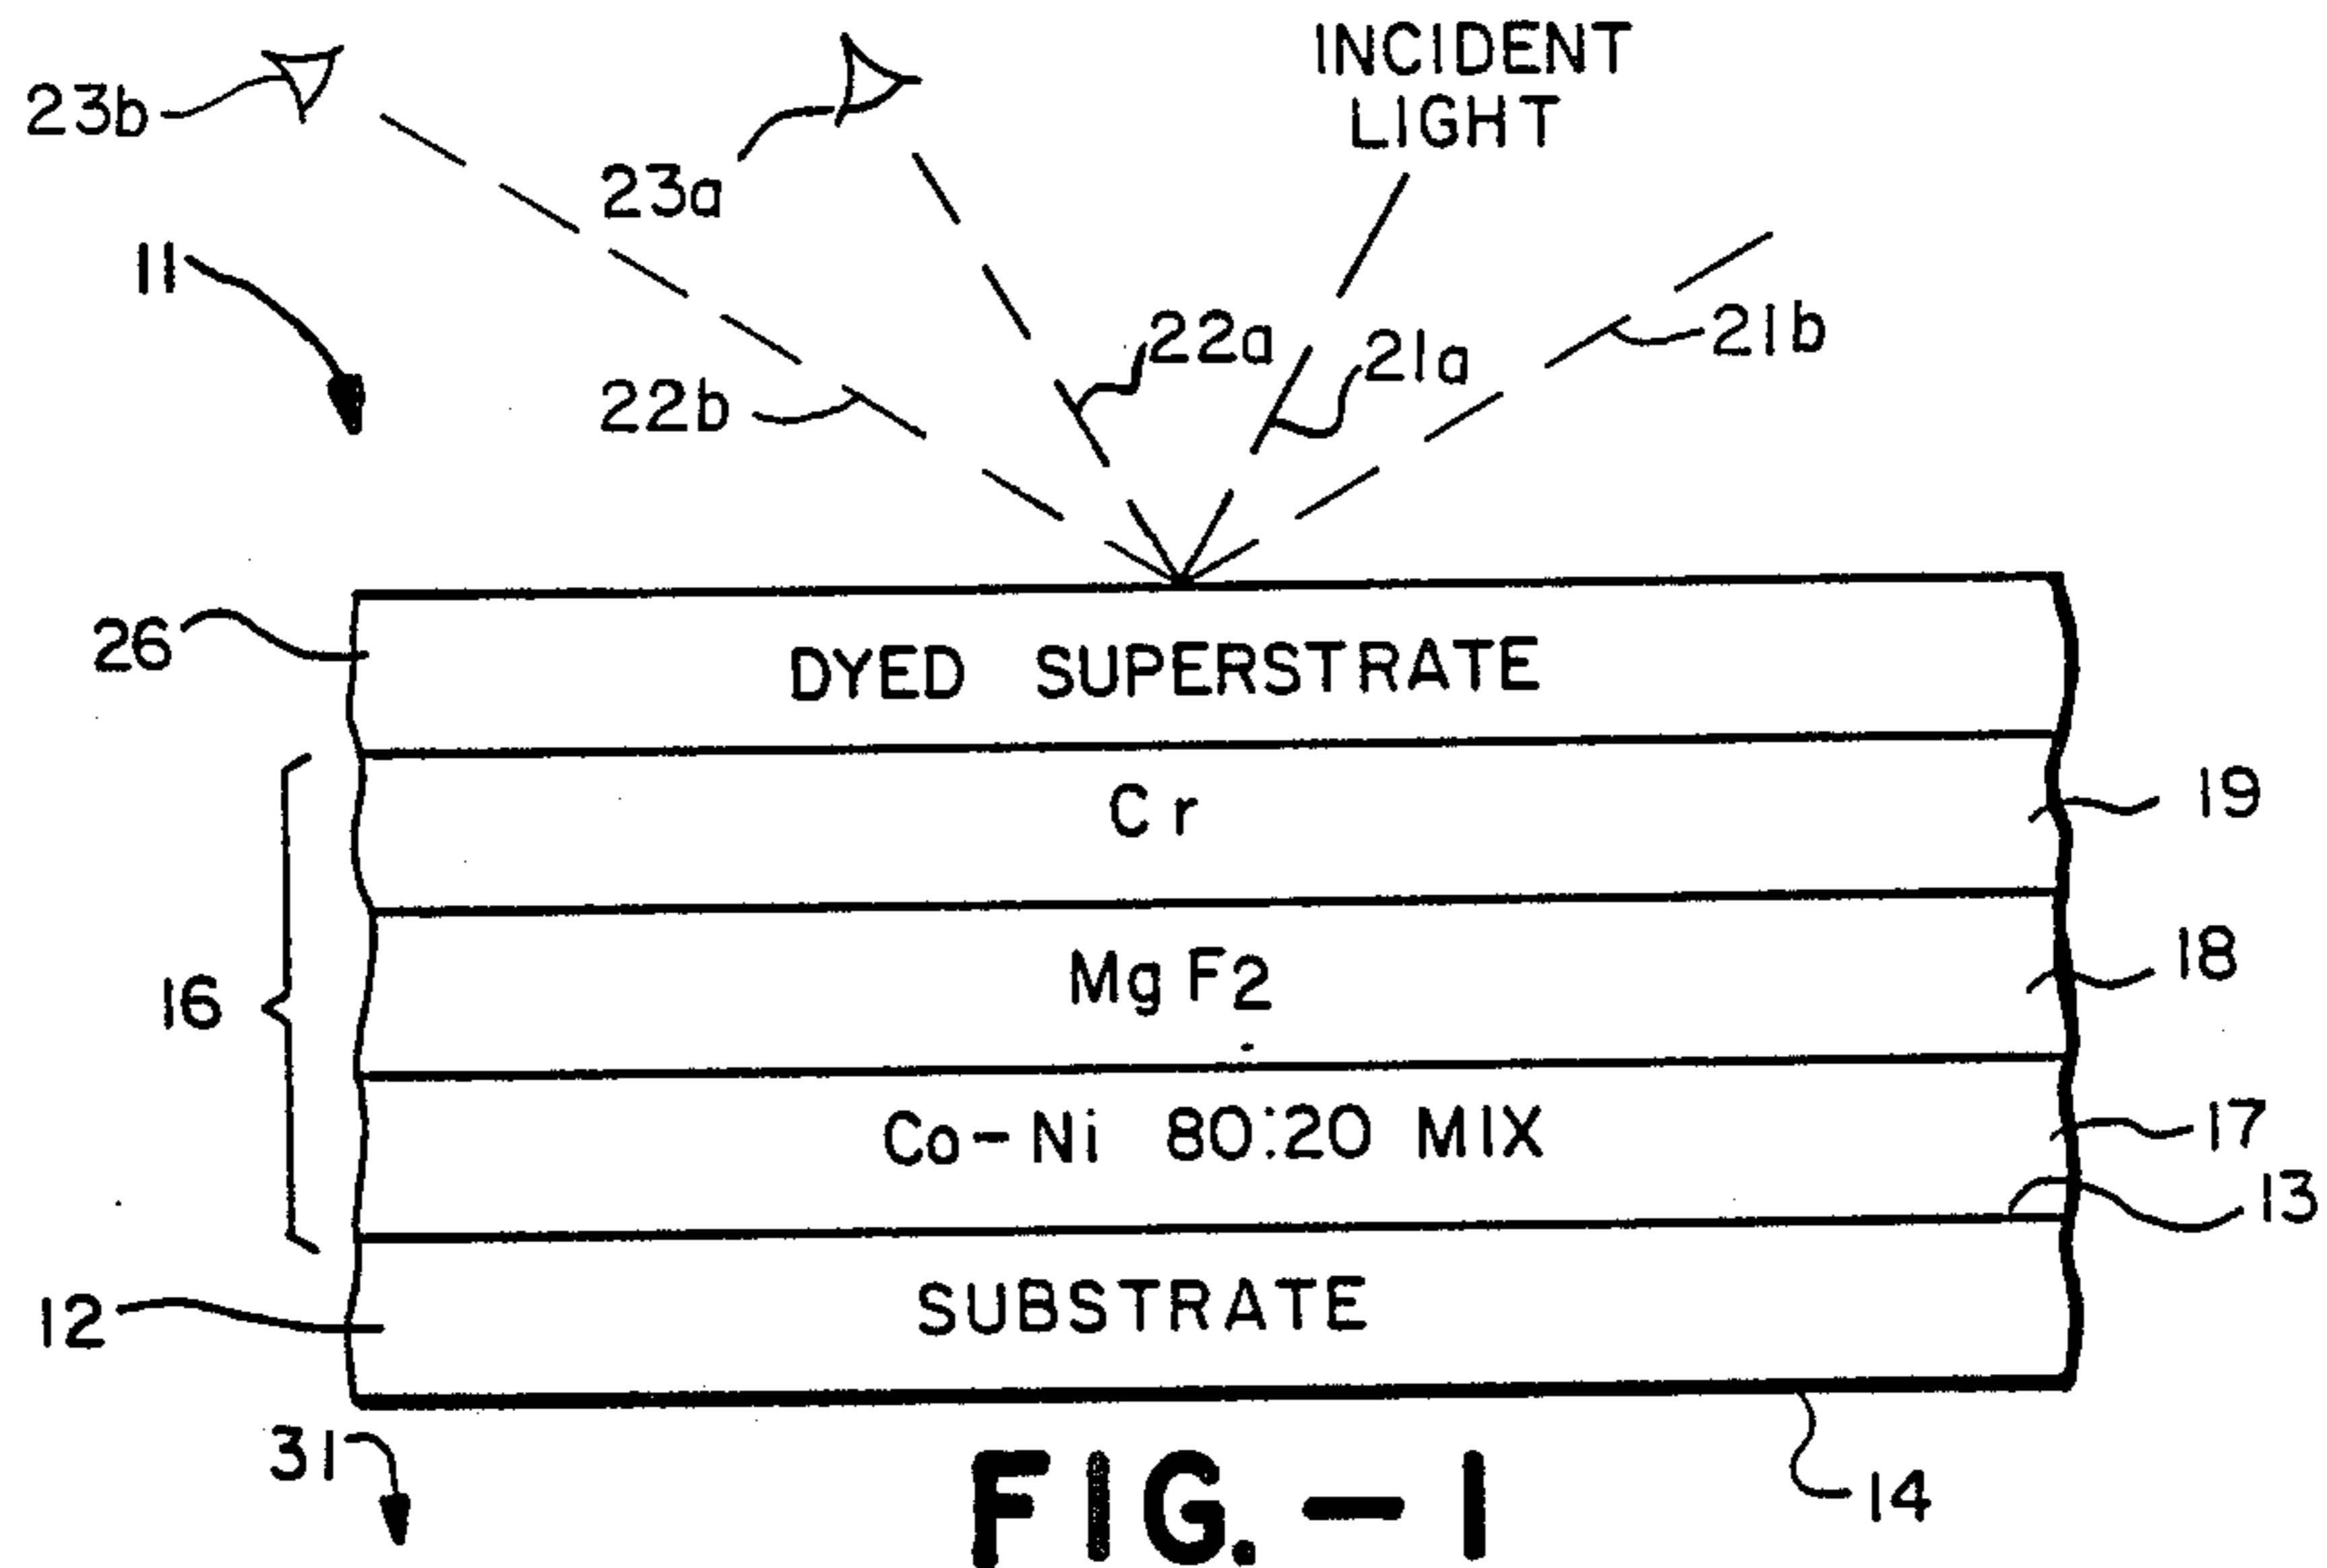 INCIDENT
LIGHT
23b
23a
11
22a
21a
21b
22b
26
DYED SUPERSTRATE
Cr
19
MgF2
18
16
Co-Ni 80:20 MIX
17
13
12
SUBSTRATE
31
14
FIG.-1